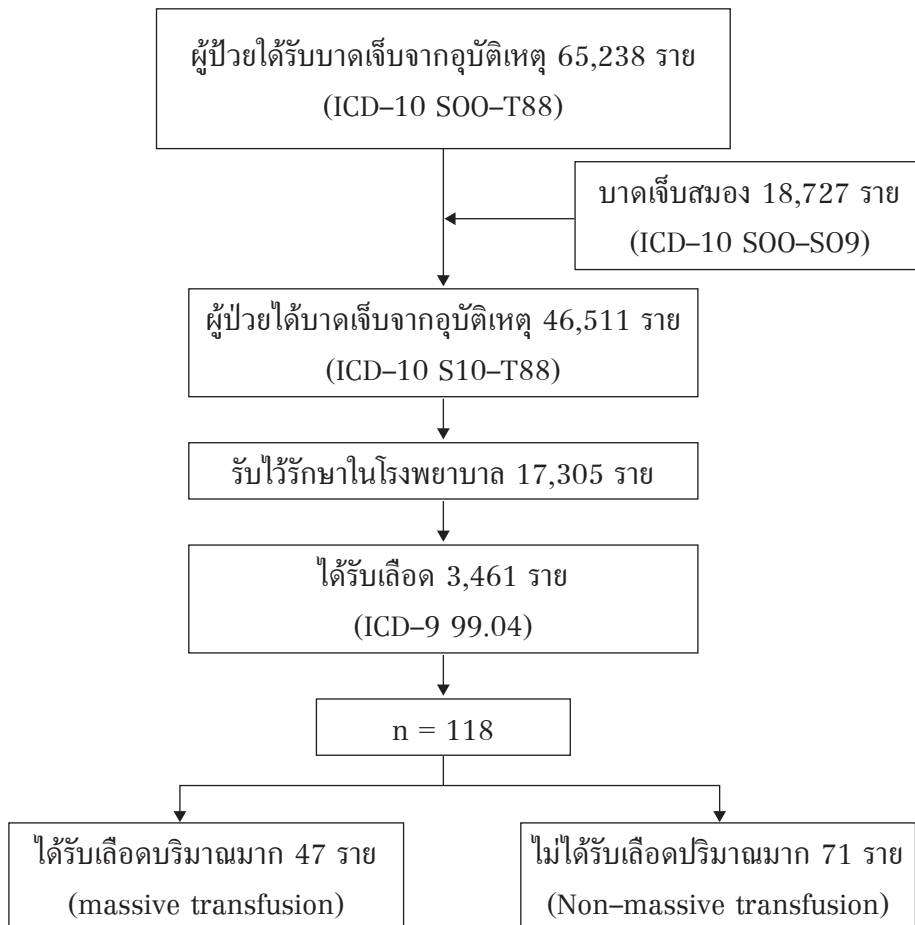 ผู้ป้วยใด้รับบาดเจ็บจากอุบัติเหตุ 65,238 ราย
(ICD–10 SOO–T88)
บาดเจ็บสมอง 18,727 ราย
(ICD–10 SOO–SO9)
ผู้ป่วยได้บาดเจ็บจากอุบัติเหตุ 46,511 ราย
(ICD–10 S10–T88)
รับไว้รักษาในโรงพยาบาล 17,305 ราย
ได้รับเลือด 3,461 ราย
(ICD–9 99.04)
n = 118
ได้รับเลือดบริมาณมาก 47 ราย
(massive transfusion)
ไม่ได้รับเลือดปริมาณมาก 71 ราย
(Non–massive transfusion)